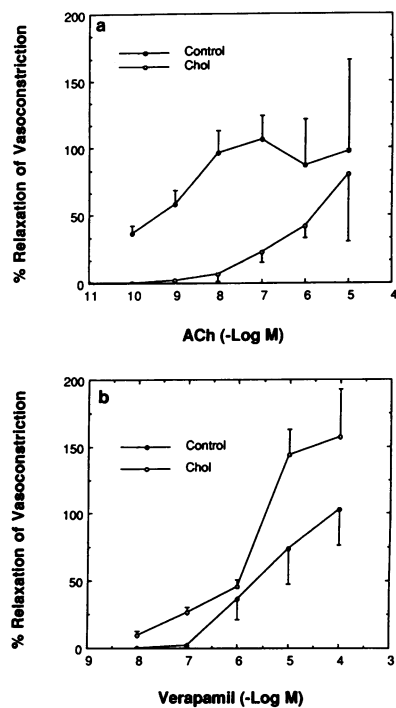 a
200
150
100
50
0
Control
Chol
% Relaxation of Vasoconstriction
11 10 9 8 7 6 5 4
ACh (-Log M)
b
200
150
100
50
0
Control
Chol
% Relaxation of Vasoconstriction
9 8 7 6 5 4 3
Verapamil (-Log M)